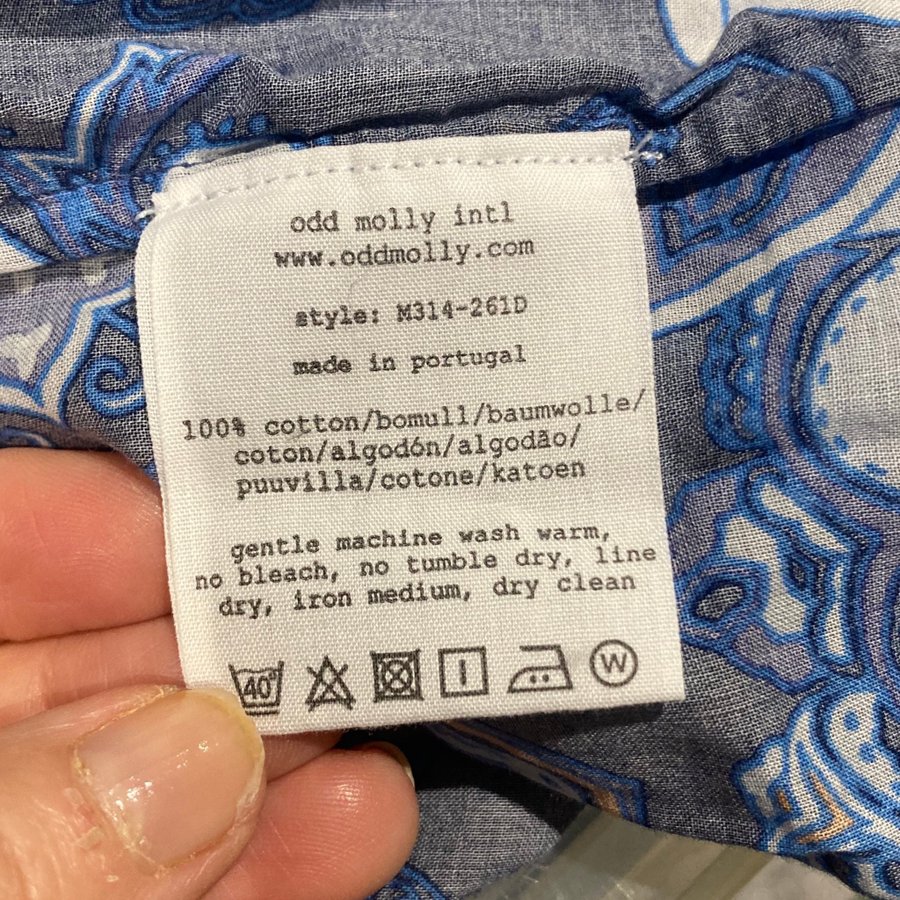 odd molly intl
www.oddmolly.com
style: M314-261D
made in portugal
100% cotton/bomull/baumwolle/
coton/algodón/algodão/
puuvilla/cotone/katoen
gentle machine wash warm,
no bleach, no tumble dry, line
dry, iron medium, dry clean
40° W